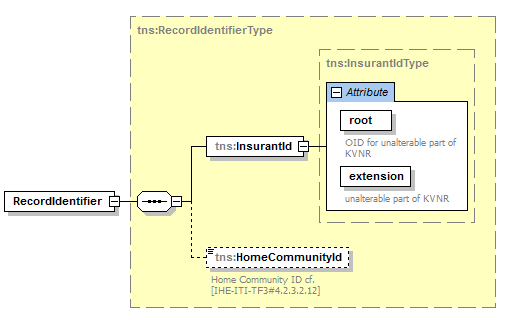 tns:RecordIdentifierType
tns:InsurantIdType
Attribute
root
OID for unalterable part of
KVNR
tns:InsurantId
extension
unalterable part of KVNR
RecordIdentifier
tns:HomeCommunityId
Home Community ID cf.
[IHE-ITI-TF3#4.2.3.2.12]